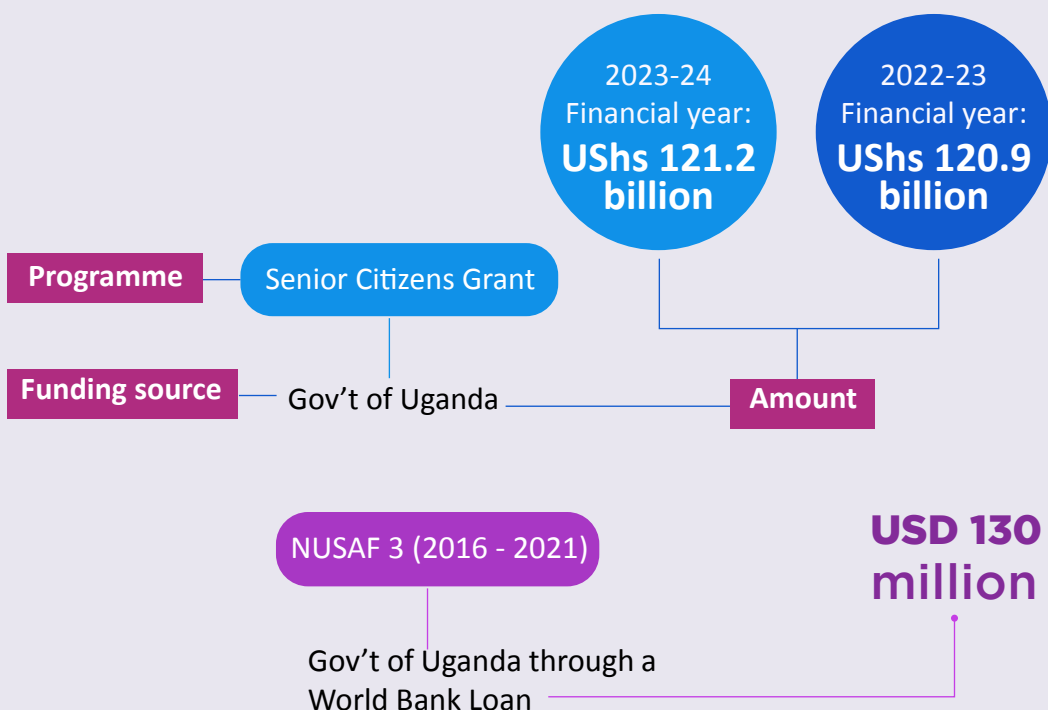 2023-24
Financial year:
UShs 121.2
billion
2022-23
Financial year:
UShs 120.9
billion
Programme
Senior Citizens Grant
Funding source
Gov’t of Uganda
Amount
NUSAF 3 (2016 - 2021)
USD 130
million
Gov’t of Uganda through a
World Bank Loan